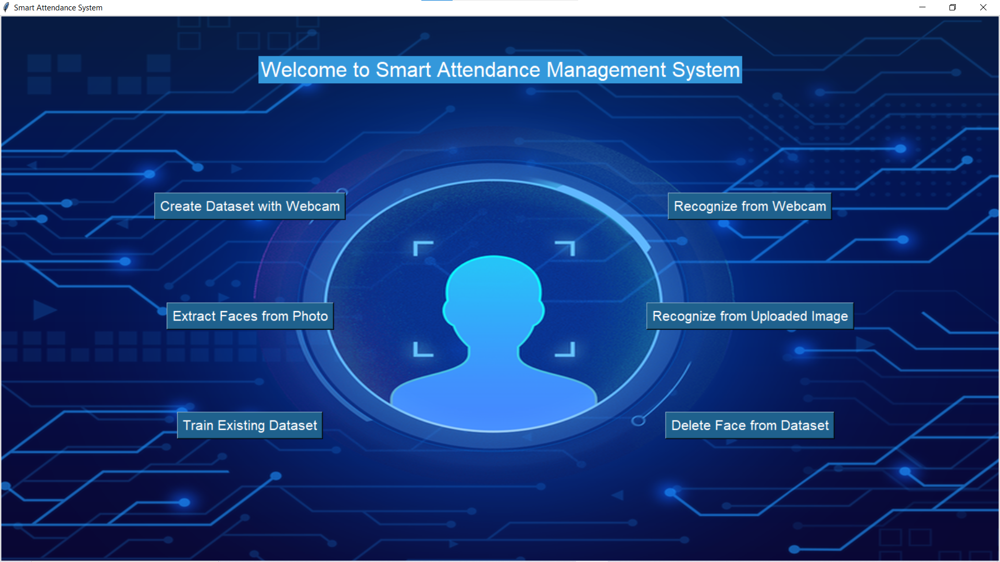 Smart Attendance System
Welcome to Smart Attendance Management System
Create Dataset with Webcam
Recognize from Webcam
Extract Faces from Photo
Recognize from Uploaded Image
Train Existing Dataset
Delete Face from Dataset